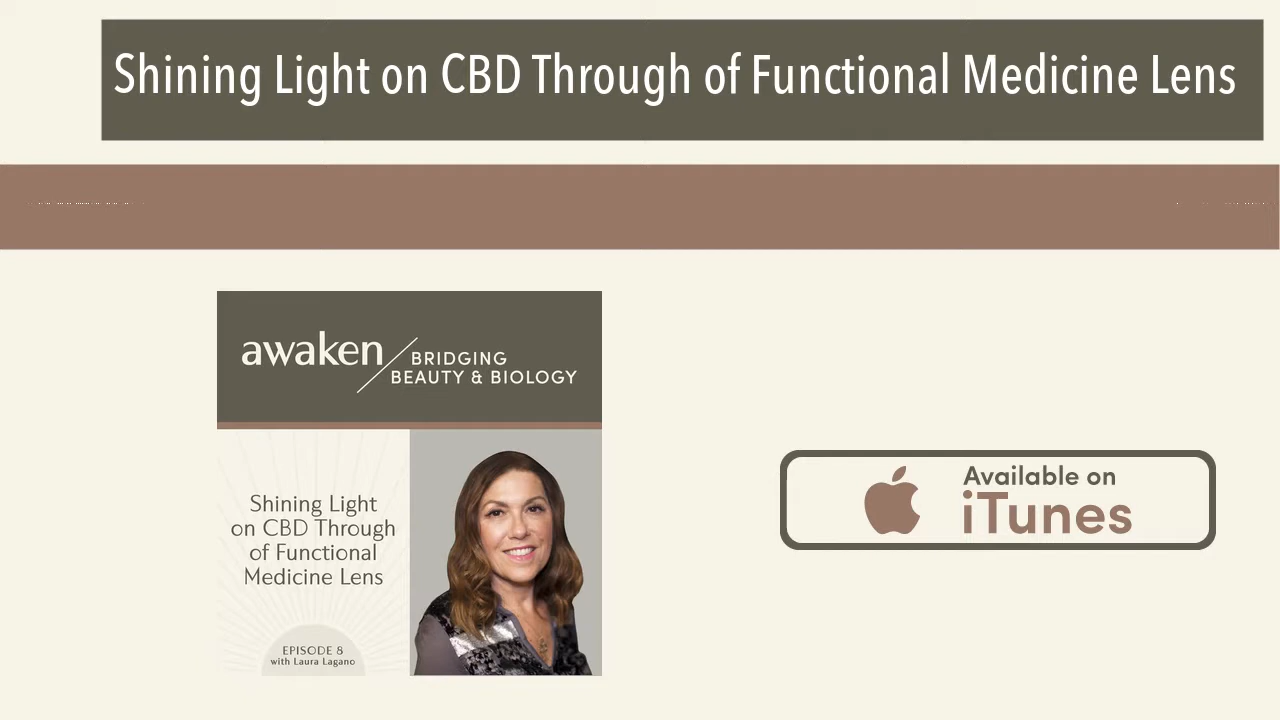 Shining Light on CBD Through of Functional Medicine Lens
awaken
BRIDGING
BEAUTY & BIOLOGY
Shining Light
on CBD Through
of Functional
Medicine Lens
EPISODE 8
with Laura Lagano
Available on
iTunes